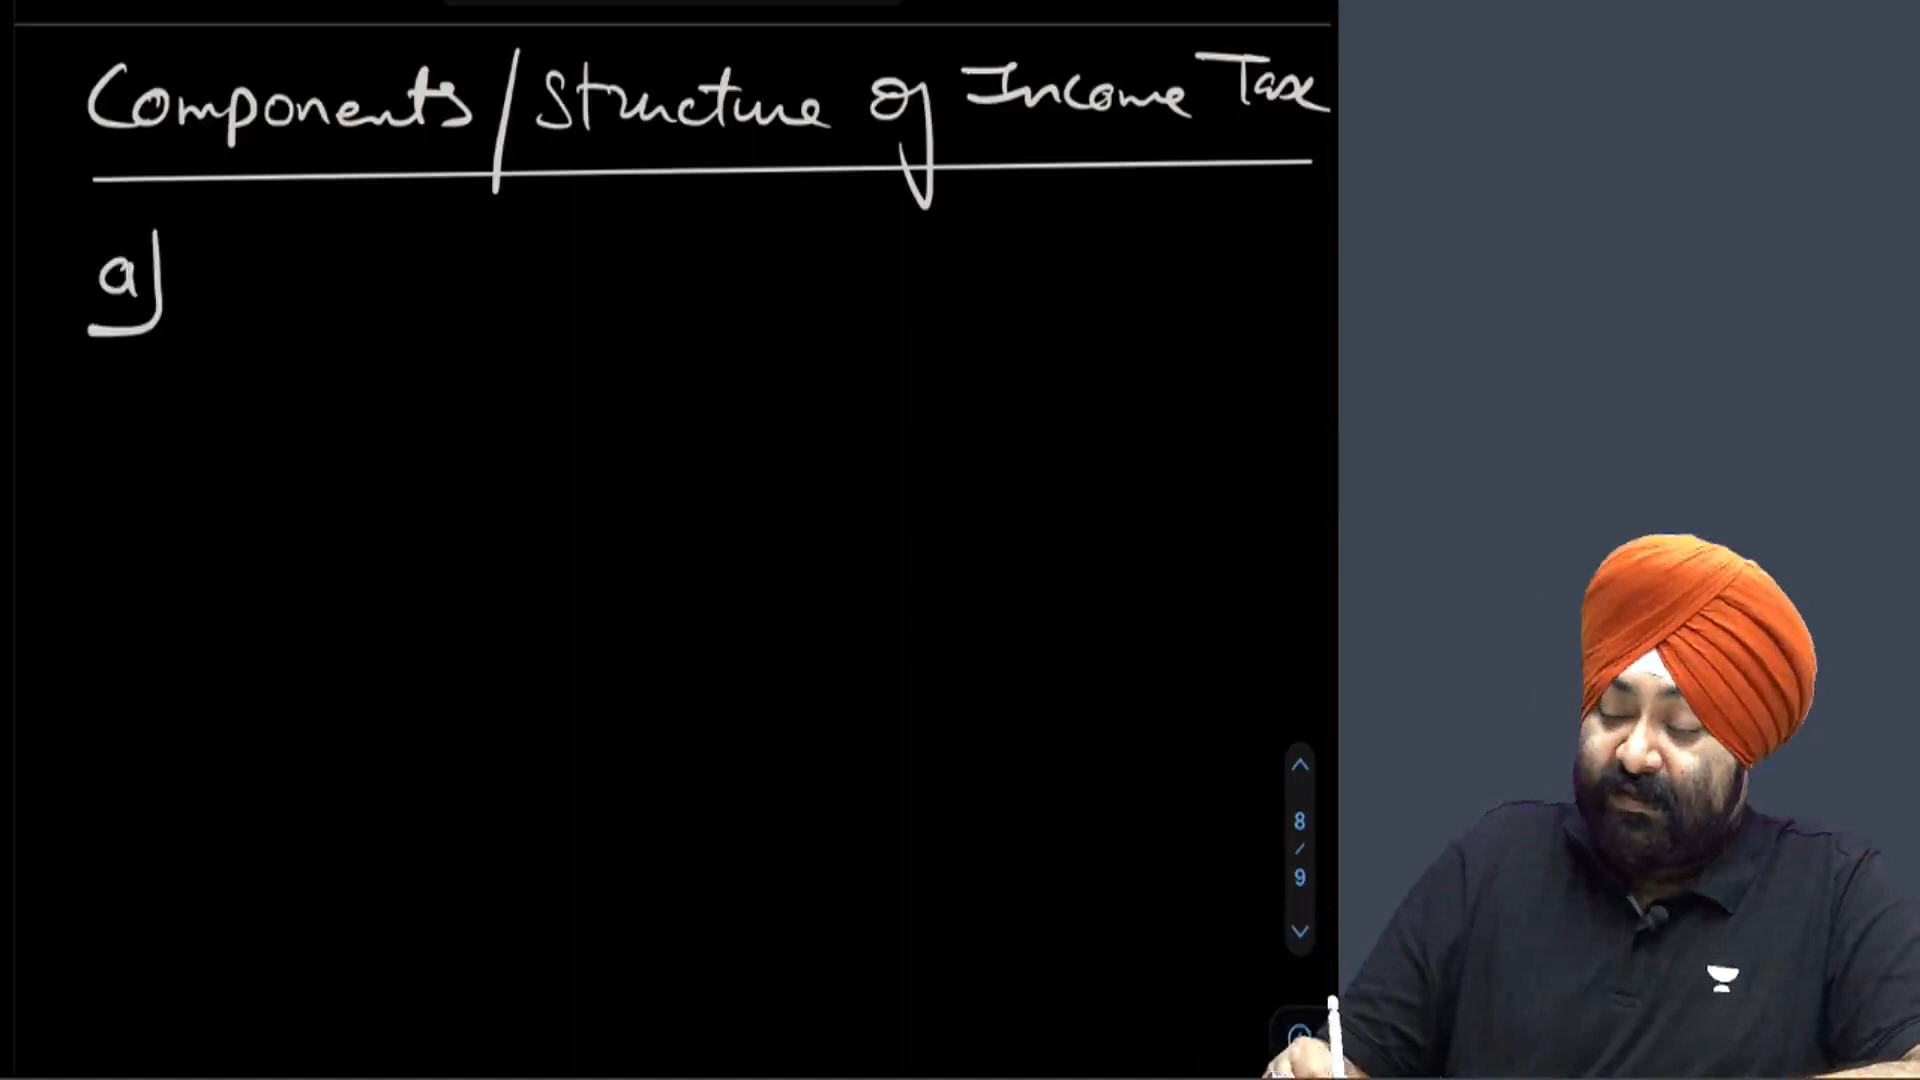 Components / Structure of Income Tax
a)
8
/
9